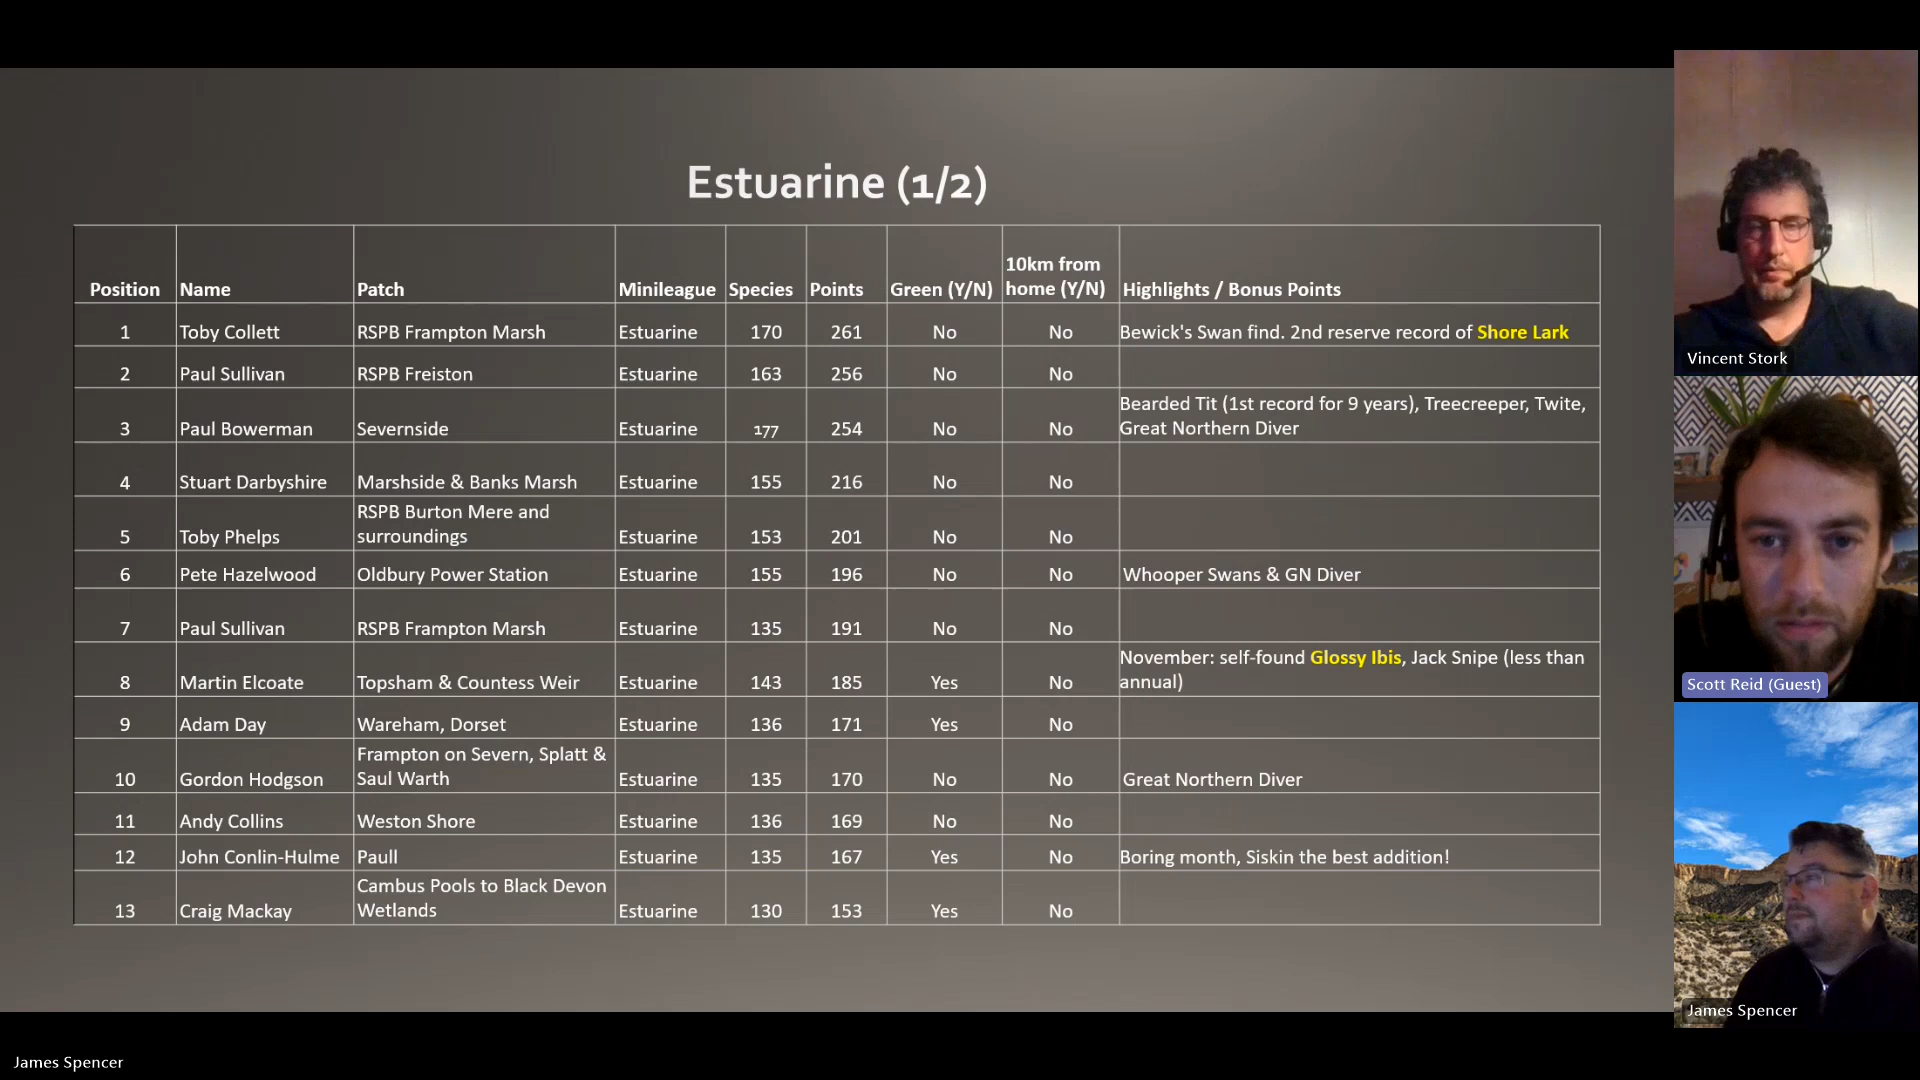 Estuarine (1/2)
Position Name Patch Minileague Species Points Green (Y/N) 10km from home (Y/N) Highlights / Bonus Points
1 Toby Collett RSPB Frampton Marsh Estuarine 170 261 No No Bewick's Swan find. 2nd reserve record of Shore Lark
2 Paul Sullivan RSPB Freiston Estuarine 163 256 No No
3 Paul Bowerman Severnside Estuarine 177 254 No No Bearded Tit (1st record for 9 years), Treecreeper, Twite, Great Northern Diver
4 Stuart Darbyshire Marshside & Banks Marsh Estuarine 155 216 No No
5 Toby Phelps RSPB Burton Mere and surroundings Estuarine 153 201 No No
6 Pete Hazelwood Oldbury Power Station Estuarine 155 196 No No Whooper Swans & GN Diver
7 Paul Sullivan RSPB Frampton Marsh Estuarine 135 191 No No
8 Martin Elcoate Topsham & Countess Weir Estuarine 143 185 Yes No November: self-found Glossy Ibis, Jack Snipe (less than annual)
9 Adam Day Wareham, Dorset Estuarine 136 171 Yes No
10 Gordon Hodgson Frampton on Severn, Splatt & Saul Warth Estuarine 135 170 No No Great Northern Diver
11 Andy Collins Weston Shore Estuarine 136 169 No No
12 John Conlin-Hulme Paull Estuarine 135 167 Yes No Boring month, Siskin the best addition!
13 Craig Mackay Cambus Pools to Black Devon Wetlands Estuarine 130 153 Yes No
Vincent Stork
Scott Reid (Guest)
James Spencer
James Spencer